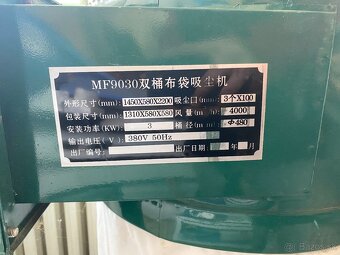 MF9030双桶布袋吸尘机
外形尺寸(mm): 1450X580X2200 吸尘口(mm): 3个X100
包装尺寸(mm): 1310X580X580 风量( ): 4000
安装功率(KW): 3 桶径( ): Φ480
输出电压(V): 380V 50Hz
出厂编号: 出厂日期: 年 月